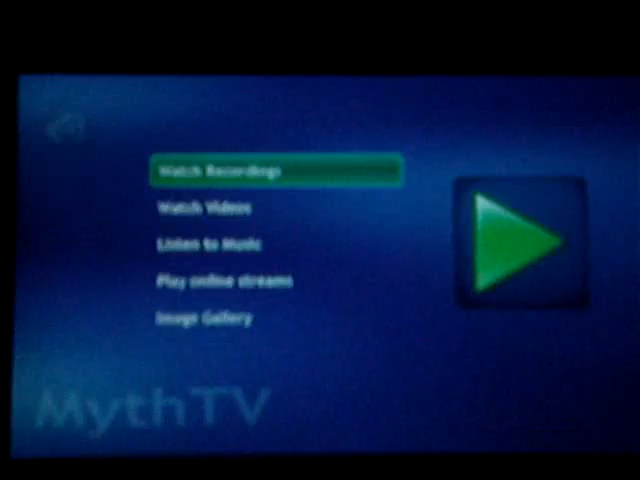 Watch Recordings
Watch Videos
Listen to Music
Play online streams
Image Gallery
MythTV